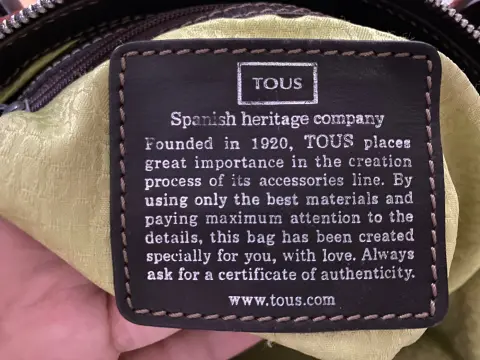 TOUS
Spanish heritage company
Founded in 1920, TOUS places
great importance in the creation
process of its accessories line. By
using only the best materials and
paying maximum attention to the
details, this bag has been created
specially for you, with love. Always
ask for a certificate of authenticity.
www.tous.com